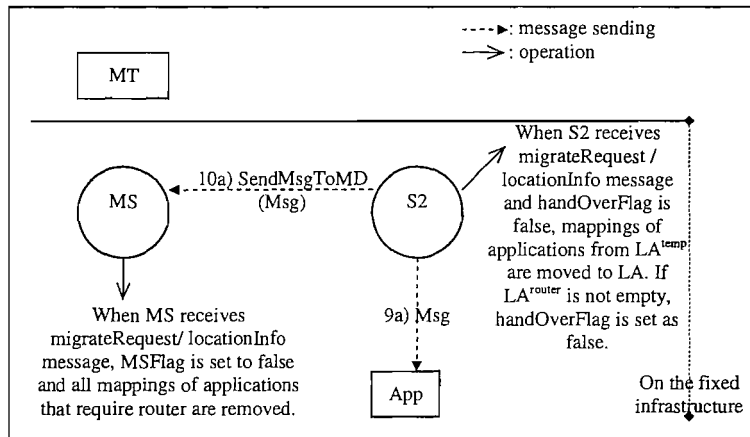 : message sending
: operation
MT
When S2 receives
migrateRequest /
locationInfo message
and handOverFlag is
false, mappings of
applications from LA^temp
are moved to LA. If
LA^router is not empty,
handOverFlag is set as
false.
10a) SendMsgToMD
(Msg)
MS
S2
When MS receives
migrateRequest/ locationInfo
message, MSFlag is set to false
and all mappings of applications
that require router are removed.
9a) Msg
App
On the fixed
infrastructure